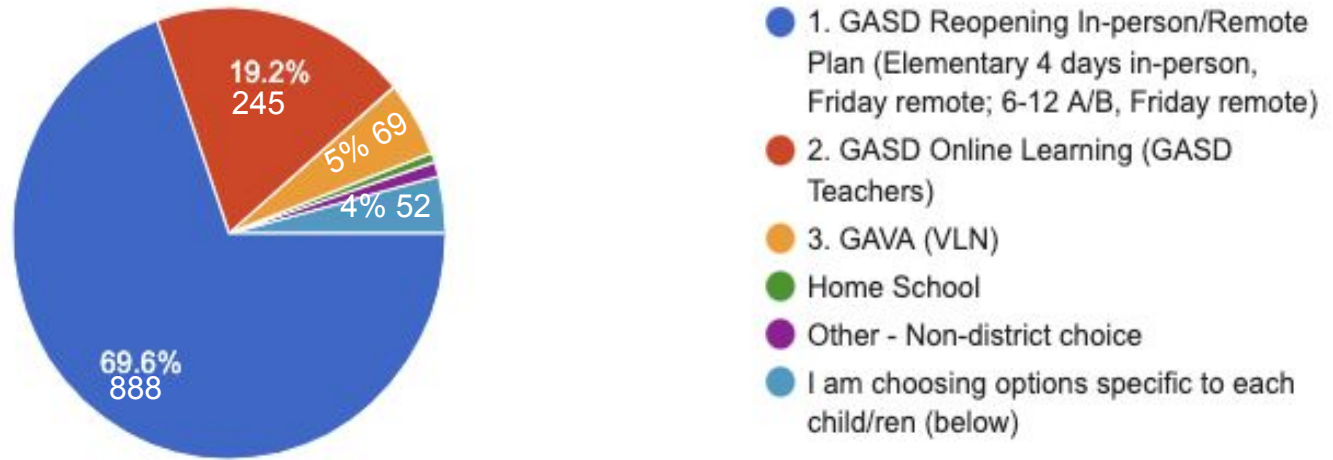 19.2%
245
5% 69
4% 52
69.6%
888
1. GASD Reopening In-person/Remote
Plan (Elementary 4 days in-person,
Friday remote; 6-12 A/B, Friday remote)
2. GASD Online Learning (GASD
Teachers)
3. GAVA (VLN)
Home School
Other - Non-district choice
I am choosing options specific to each
child/ren (below)